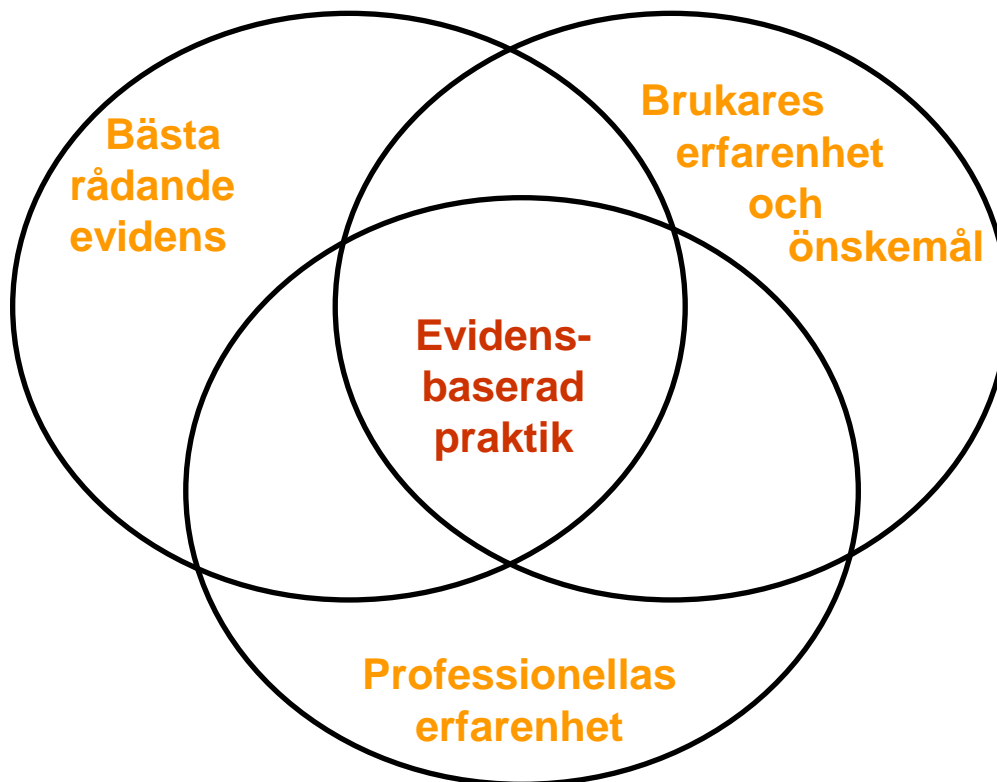 Bästa
rådande
evidens
Brukares
erfarenhet
och
önskemål
Evidens-
baserad
praktik
Professionellas
erfarenhet